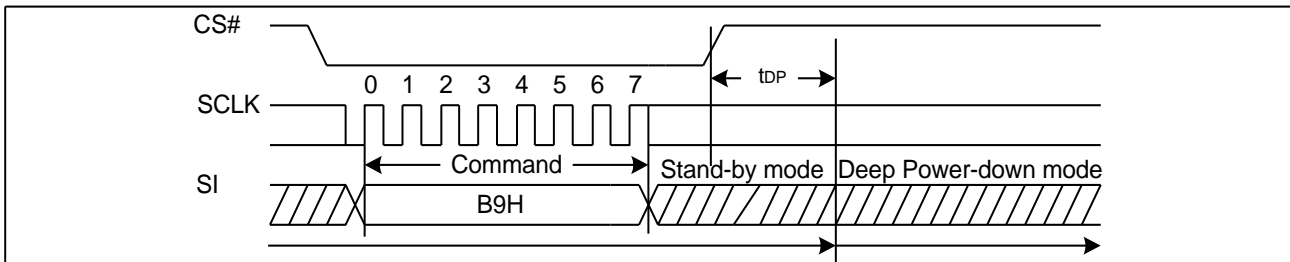 CS#
tDP
0 1 2 3 4 5 6 7
SCLK
Command
Stand-by mode Deep Power-down mode
SI
B9H